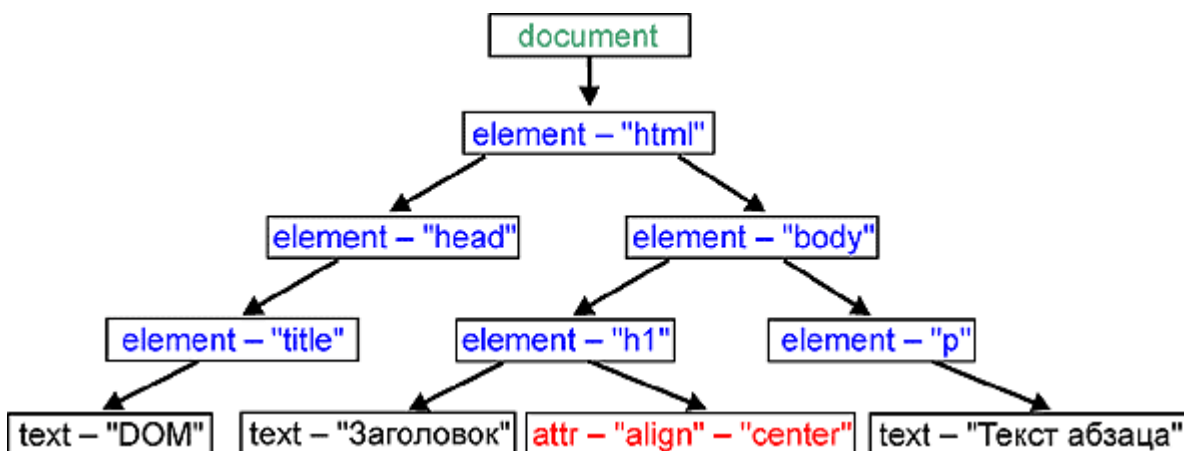 document
element – "html"
element – "head"
element – "body"
element – "title"
element – "h1"
element – "p"
text – "DOM"
text – "Заголовок"
attr – "align" – "center"
text – "Текст абзаца"